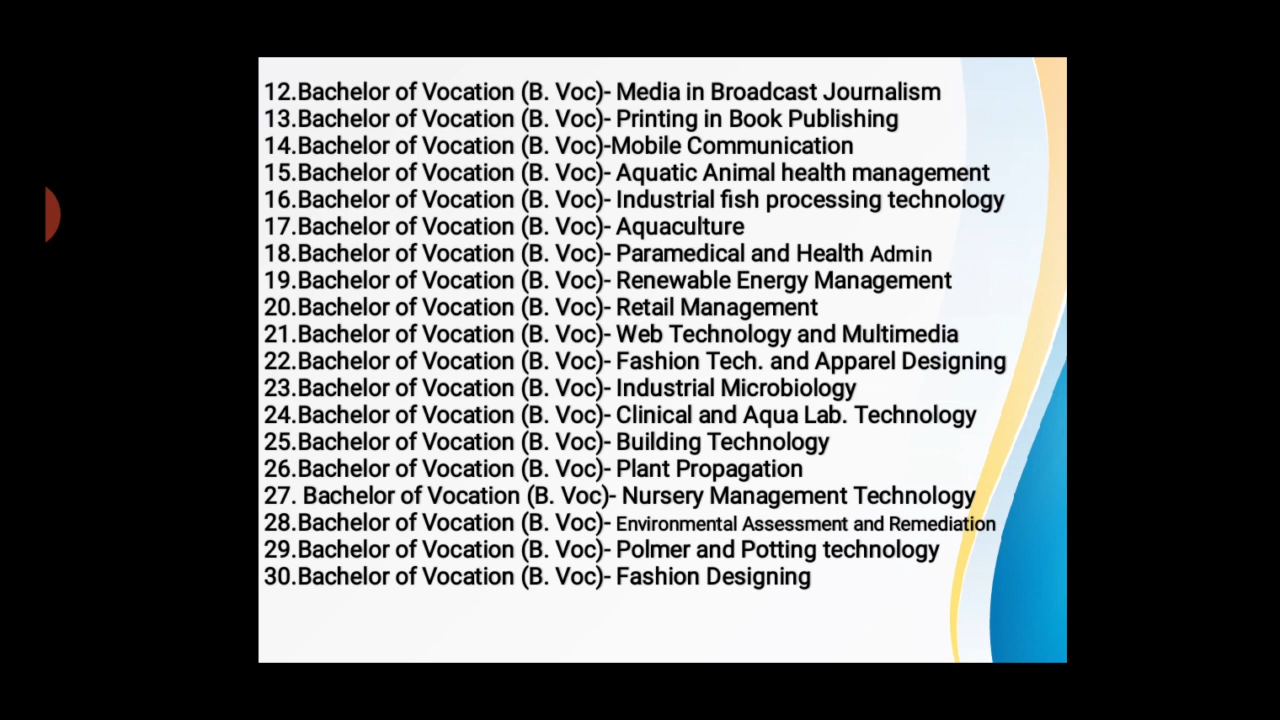 12.Bachelor of Vocation (B. Voc)- Media in Broadcast Journalism
13.Bachelor of Vocation (B. Voc)- Printing in Book Publishing
14.Bachelor of Vocation (B. Voc)-Mobile Communication
15.Bachelor of Vocation (B. Voc)- Aquatic Animal health management
16.Bachelor of Vocation (B. Voc)- Industrial fish processing technology
17.Bachelor of Vocation (B. Voc)- Aquaculture
18.Bachelor of Vocation (B. Voc)- Paramedical and Health Admin
19.Bachelor of Vocation (B. Voc)- Renewable Energy Management
20.Bachelor of Vocation (B. Voc)- Retail Management
21.Bachelor of Vocation (B. Voc)- Web Technology and Multimedia
22.Bachelor of Vocation (B. Voc)- Fashion Tech. and Apparel Designing
23.Bachelor of Vocation (B. Voc)- Industrial Microbiology
24.Bachelor of Vocation (B. Voc)- Clinical and Aqua Lab. Technology
25.Bachelor of Vocation (B. Voc)- Building Technology
26.Bachelor of Vocation (B. Voc)- Plant Propagation
27. Bachelor of Vocation (B. Voc)- Nursery Management Technology
28.Bachelor of Vocation (B. Voc)- Environmental Assessment and Remediation
29.Bachelor of Vocation (B. Voc)- Polmer and Potting technology
30.Bachelor of Vocation (B. Voc)- Fashion Designing